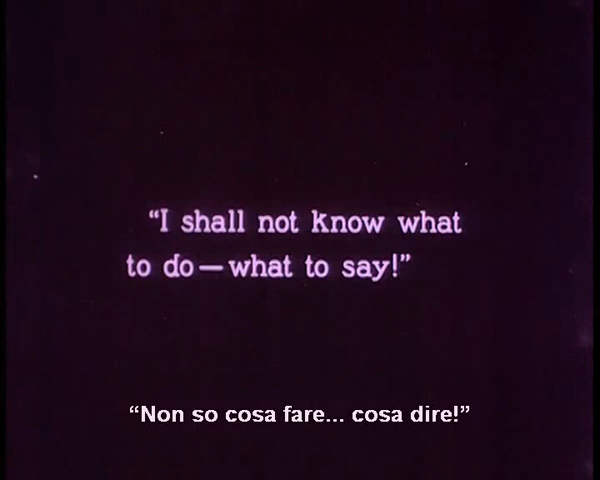 “I shall not know what
to do—what to say!”
“Non so cosa fare... cosa dire!”